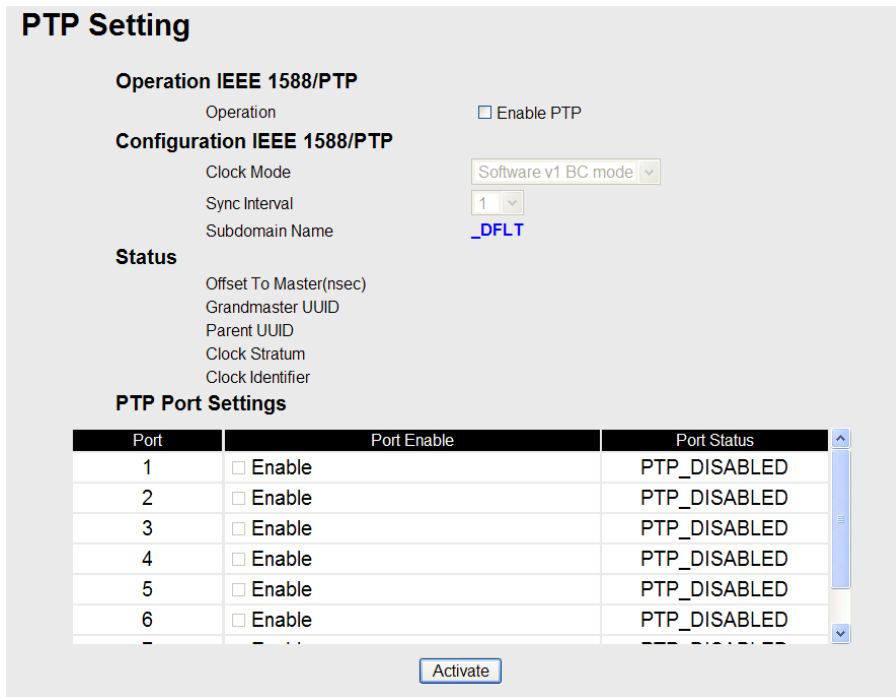 PTP Setting
Operation IEEE 1588/PTP
Operation Enable PTP
Configuration IEEE 1588/PTP
Clock Mode Software v1 BC mode
Sync Interval 1
Subdomain Name _DFLT
Status
Offset To Master(nsec)
Grandmaster UUID
Parent UUID
Clock Stratum
Clock Identifier
PTP Port Settings
Port Port Enable Port Status
1 Enable PTP_DISABLED
2 Enable PTP_DISABLED
3 Enable PTP_DISABLED
4 Enable PTP_DISABLED
5 Enable PTP_DISABLED
6 Enable PTP_DISABLED
Activate